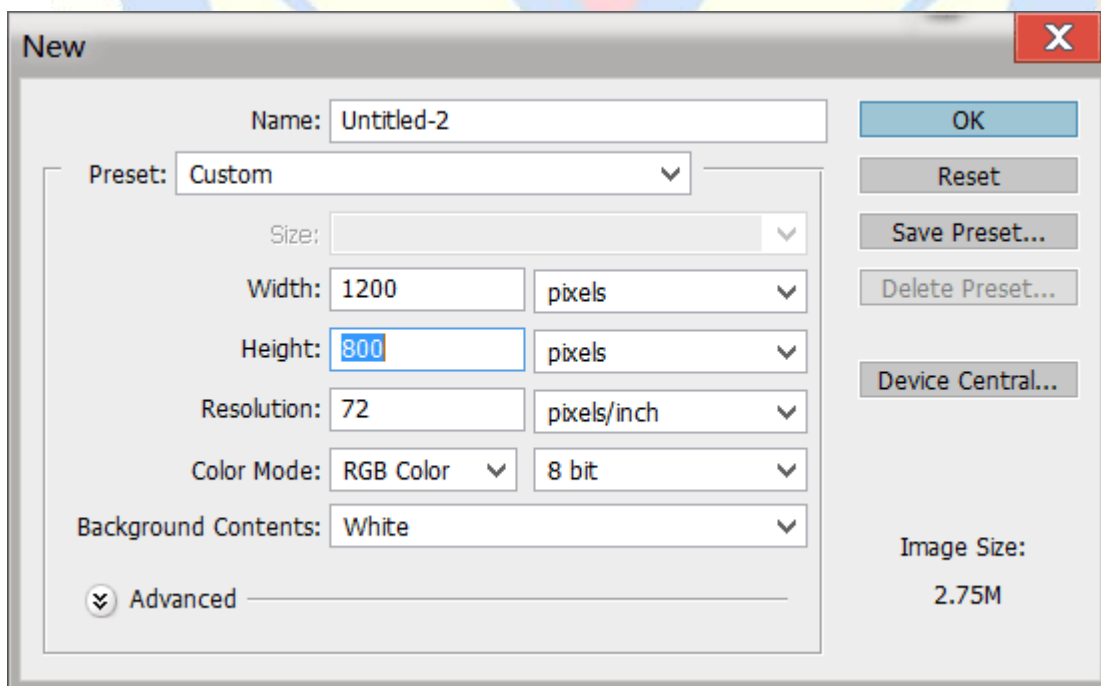 New
X
Name: Untitled-2
OK
Preset: Custom
Reset
Size:
Save Preset...
Width: 1200 pixels
Delete Preset...
Height: 800 pixels
Device Central...
Resolution: 72 pixels/inch
Color Mode: RGB Color 8 bit
Background Contents: White
Image Size:
2.75M
Advanced